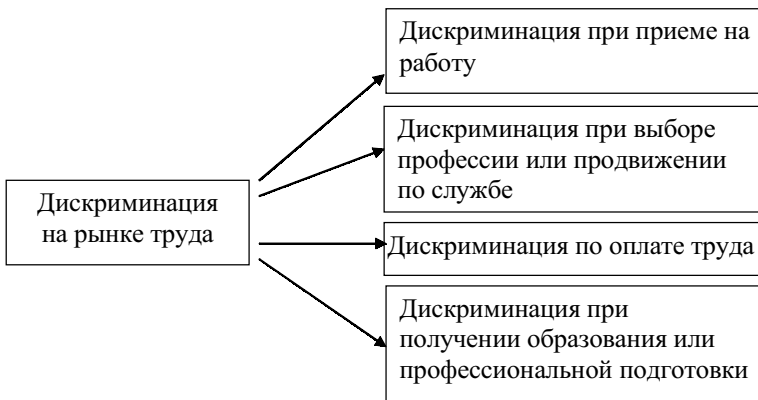 Дискриминация при приеме на
работу
Дискриминация при выборе
профессии или продвижении
по службе
Дискриминация
на рынке труда
Дискриминация по оплате труда
Дискриминация при
получении образования или
профессиональной подготовки